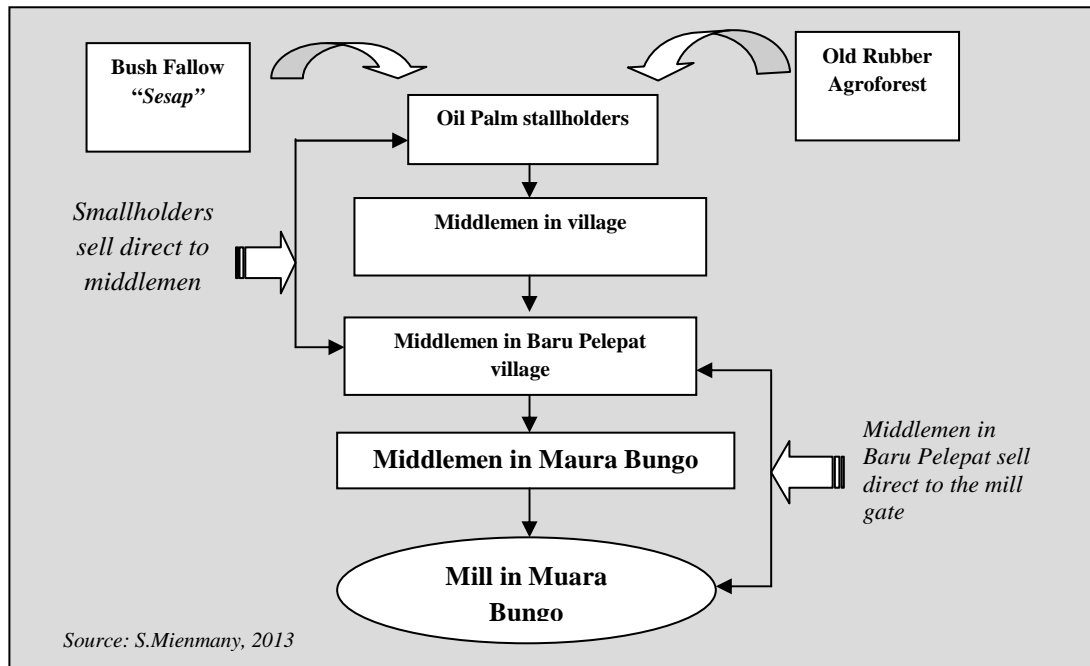 Bush Fallow
“Sesap”
Old Rubber
Agroforest
Oil Palm stallholders
Middlemen in village
Smallholders
sell direct to
middlemen
Middlemen in Baru Pelepat
village
Middlemen in Maura Bungo
Middlemen in
Baru Pelepat sell
direct to the mill
gate
Mill in Muara
Bungo
Source: S.Mienmany, 2013